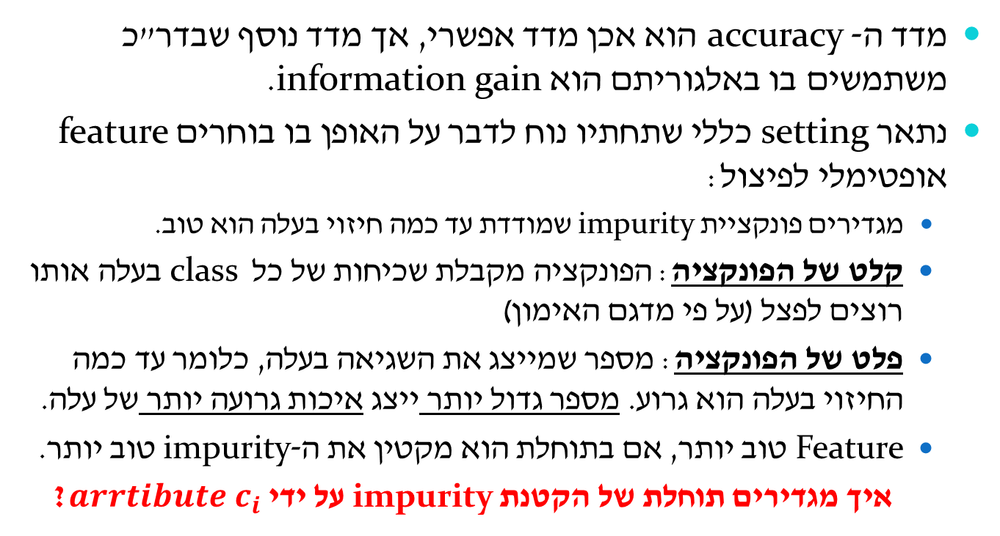 • מדד ה- accuracy הוא אכן מדד אפשרי, אך מדד נוסף שבדר״כ
משתמשים בו באלגוריתם הוא information gain.
• נתאר setting כללי שתחתיו נוח לדבר על האופן בו בוחרים feature
אופטימלי לפיצול:
• מגדירים פונקציית impurity שמודדת עד כמה חיזוי בעלה הוא טוב.
• קלט של הפונקציה: הפונקציה מקבלת שכיחות של כל class בעלה אותו
רוצים לפצל (על פי מדגם האימון)
• פלט של הפונקציה: מספר שמייצג את השגיאה בעלה, כלומר עד כמה
החיזוי בעלה הוא גרוע. מספר גדול יותר ייצג איכות גרועה יותר של עלה.
• Feature טוב יותר, אם בתוחלת הוא מקטין את ה-impurity טוב יותר.
איך מגדירים תוחלת של הקטנת impurity על ידי arrtibute cᵢ?